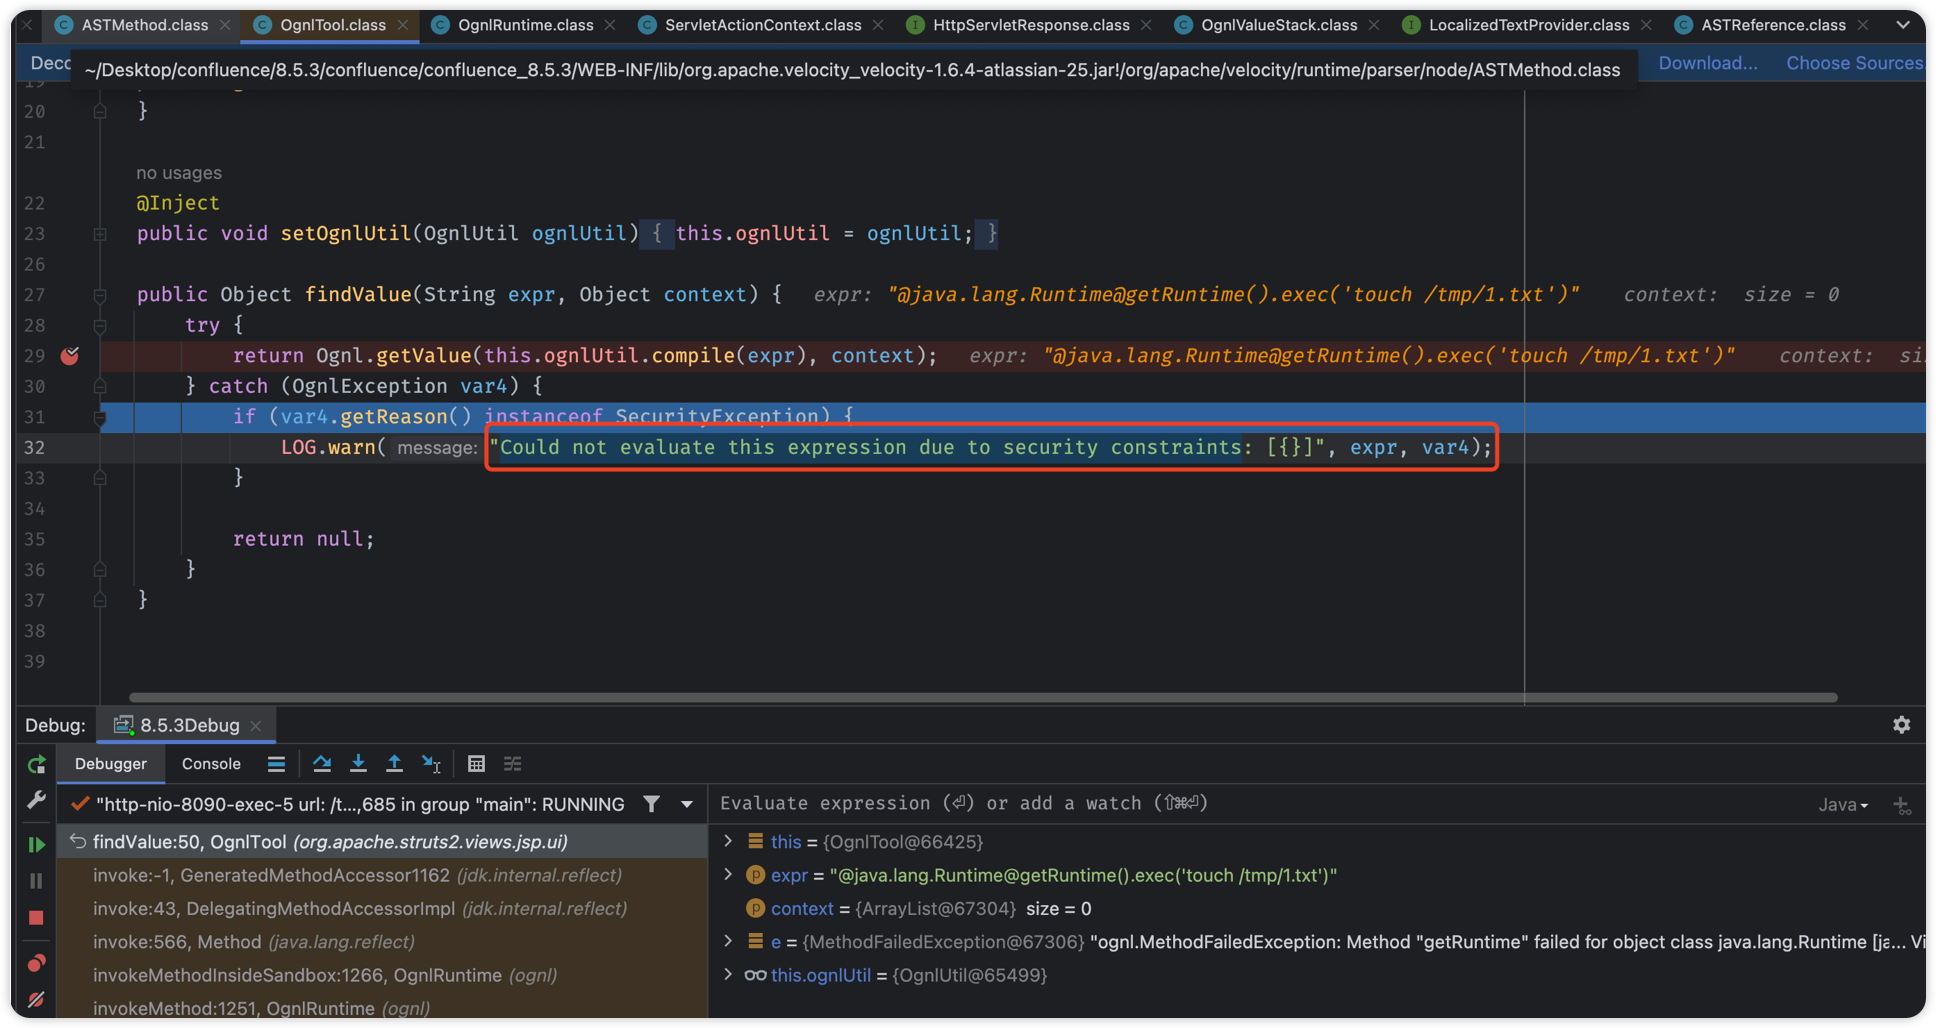 ASTMethod.class OgnlTool.class OgnlRuntime.class ServletActionContext.class HttpServletResponse.class OgnlValueStack.class LocalizedTextProvider.class ASTReference.class
Decc ~/Desktop/confluence/8.5.3/confluence/confluence_8.5.3/WEB-INF/lib/org.apache.velocity_velocity-1.6.4-atlassian-25.jar!/org/apache/velocity/runtime/parser/node/ASTMethod.class Download... Choose Sources
19
20 }
21
no usages
22 @Inject
23 public void setOgnlUtil(OgnlUtil ognlUtil) { this.ognlUtil = ognlUtil; }
26
27 public Object findValue(String expr, Object context) { expr: "@java.lang.Runtime@getRuntime().exec('touch /tmp/1.txt')" context: size = 0
28 try {
29 return Ognl.getValue(this.ognlUtil.compile(expr), context); expr: "@java.lang.Runtime@getRuntime().exec('touch /tmp/1.txt')" context: si
30 } catch (OgnlException var4) {
31 if (var4.getReason() instanceof SecurityException) {
32 LOG.warn( message: "Could not evaluate this expression due to security constraints: [{}]", expr, var4);
33 }
34
35 return null;
36 }
37 }
38
39
Debug: 8.5.3Debug
Debugger Console
"http-nio-8090-exec-5 url: /t...,685 in group "main": RUNNING
Evaluate expression (⏎) or add a watch (⇧⌘⏎) Java
findValue:50, OgnlTool (org.apache.struts2.views.jsp.ui)
invoke:-1, GeneratedMethodAccessor1162 (jdk.internal.reflect)
invoke:43, DelegatingMethodAccessorImpl (jdk.internal.reflect)
invoke:566, Method (java.lang.reflect)
invokeMethodInsideSandbox:1266, OgnlRuntime (ognl)
invokeMethod:1251, OgnlRuntime (ognl)
this = {OgnlTool@66425}
expr = "@java.lang.Runtime@getRuntime().exec('touch /tmp/1.txt')"
context = {ArrayList@67304} size = 0
e = {MethodFailedException@67306} "ognl.MethodFailedException: Method "getRuntime" failed for object class java.lang.Runtime [ja... Vi
this.ognlUtil = {OgnlUtil@65499}